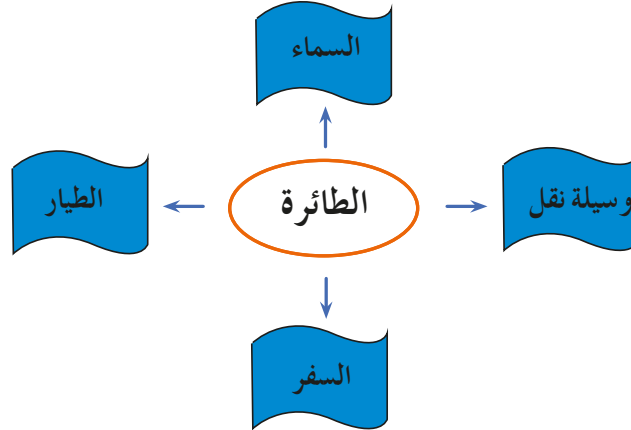 السماء
وسيلة نقل
الطائرة
الطيار
السفر